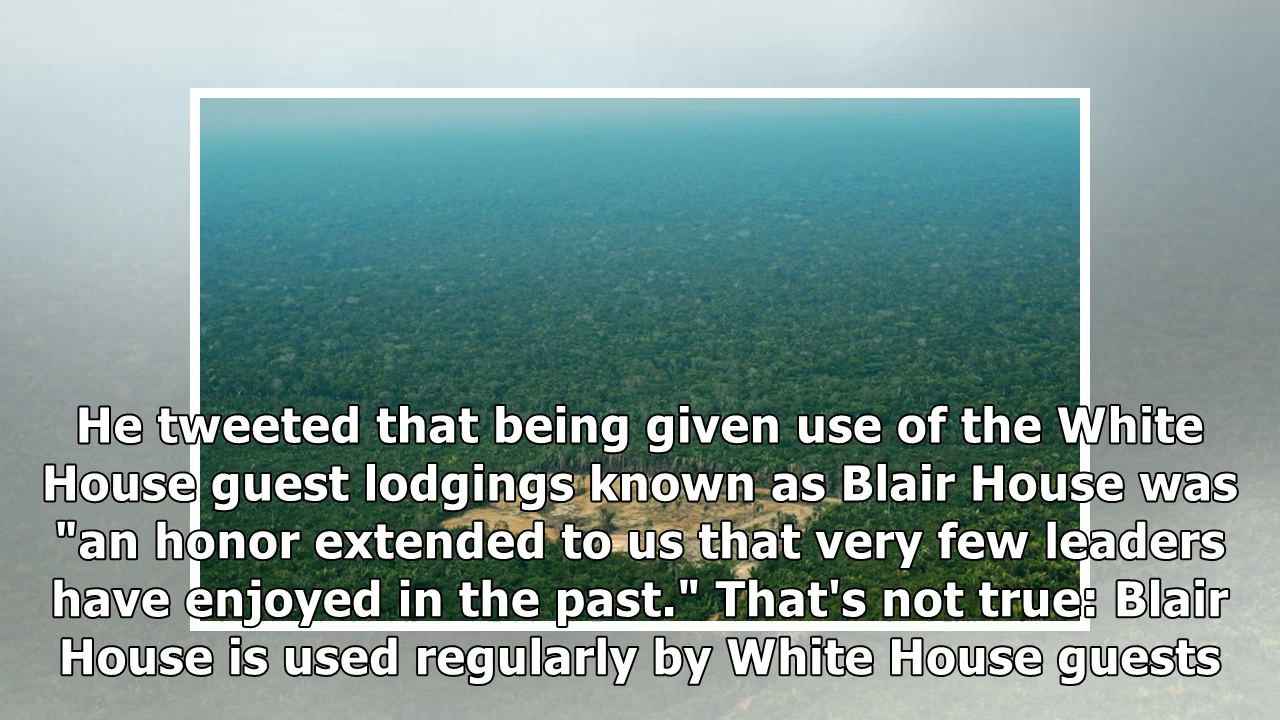 He tweeted that being given use of the White
House guest lodgings known as Blair House was
"an honor extended to us that very few leaders
have enjoyed in the past." That's not true: Blair
House is used regularly by White House guests